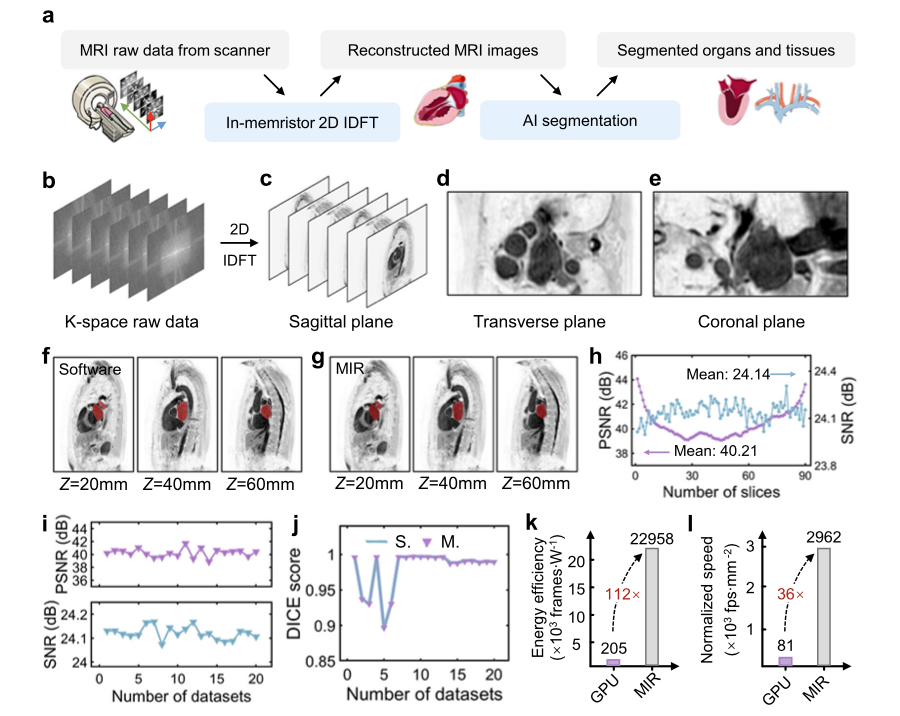 a
MRI raw data from scanner
Reconstructed MRI images
Segmented organs and tissues
In-memristor 2D IDFT
AI segmentation
b
c
d
e
2D
IDFT
K-space raw data
Sagittal plane
Transverse plane
Coronal plane
f
Software
Z=20mm
Z=40mm
Z=60mm
g
MIR
Z=20mm
Z=40mm
Z=60mm
h
PSNR (dB)
46
44
42
40
38
Mean: 24.14
Mean: 40.21
24.4
24.1
23.8
SNR (dB)
0
30
60
90
Number of slices
i
PSNR (dB)
44
42
40
38
36
SNR (dB)
24.2
24.1
24
0
5
10
15
20
Number of datasets
j
S.
M.
DICE score
1
0.95
0.9
0.85
0
5
10
15
20
Number of datasets
k
Energy efficiency
(×10³ frames·W⁻¹)
20
15
10
5
22958
112×
205
GPU
MIR
l
Normalized speed
(×10³ fps·mm⁻²)
3
2
1
2962
36×
81
GPU
MIR